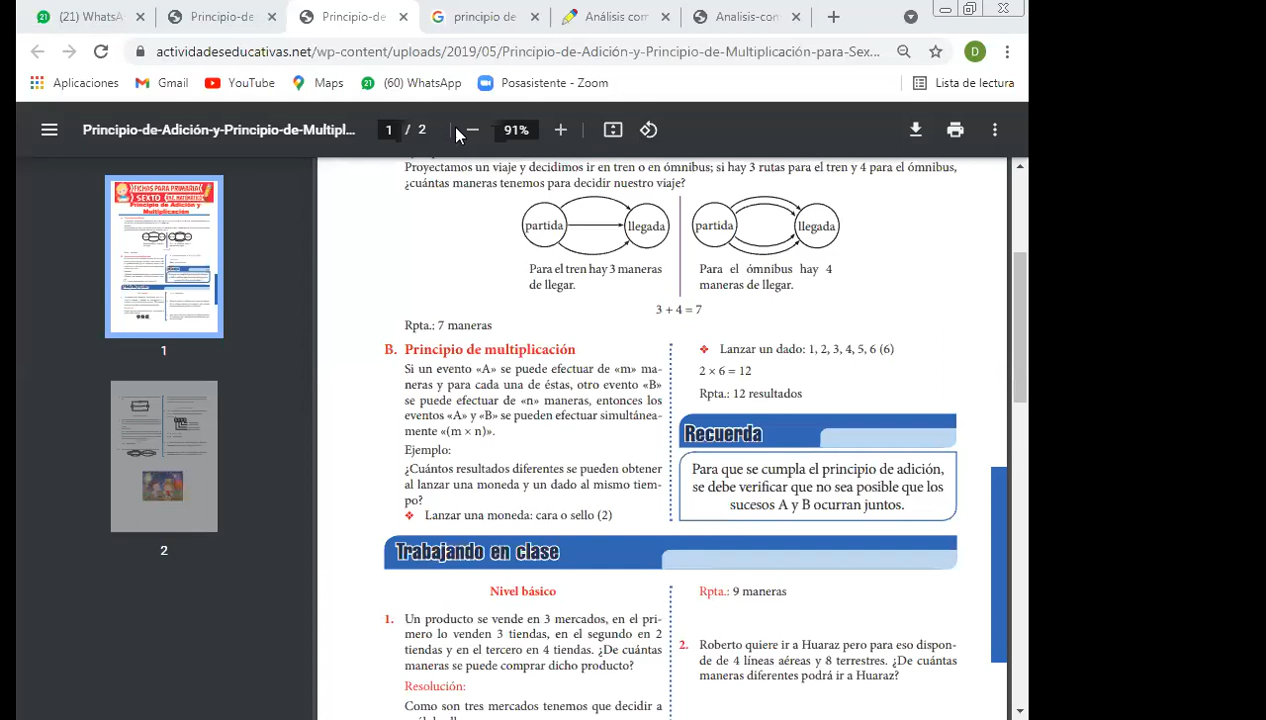 (21) WhatsA
Principio-de
Principio-de
principio de
Análisis com
Analisis-con
actividadeseducativas.net/wp-content/uploads/2019/05/Principio-de-Adición-y-Principio-de-Multiplicación-para-Sex...
D
Aplicaciones
Gmail
YouTube
Maps
(60) WhatsApp
Posasistente - Zoom
Lista de lectura
Principio-de-Adición-y-Principio-de-Multipl...
1 / 2
91%
FICHAS PARA PRIMARIA
SEXTO
Principio de Adición y
Multiplicación
1
2
Proyectamos un viaje y decidimos ir en tren o en ómnibus; si hay 3 rutas para el tren y 4 para el ómnibus,
¿cuántas maneras tenemos para decidir nuestro viaje?
partida
llegada
partida
llegada
Para el tren hay 3 maneras
de llegar.
Para el ómnibus hay 4
maneras de llegar.
3 + 4 = 7
Rpta.: 7 maneras
B. Principio de multiplicación
Si un evento «A» se puede efectuar de «m» ma-
neras y para cada una de éstas, otro evento «B»
se puede efectuar de «n» maneras, entonces los
eventos «A» y «B» se pueden efectuar simultánea-
mente «(m × n)».
Ejemplo:
¿Cuántos resultados diferentes se pueden obtener
al lanzar una moneda y un dado al mismo tiem-
po?
❖ Lanzar una moneda: cara o sello (2)
❖ Lanzar un dado: 1, 2, 3, 4, 5, 6 (6)
2 × 6 = 12
Rpta.: 12 resultados
Recuerda
Para que se cumpla el principio de adición,
se debe verificar que no sea posible que los
sucesos A y B ocurran juntos.
Trabajando en clase
Nivel básico
1. Un producto se vende en 3 mercados, en el pri-
mero lo venden 3 tiendas, en el segundo en 2
tiendas y en el tercero en 4 tiendas. ¿De cuántas
maneras se puede comprar dicho producto?
Resolución:
Como son tres mercados tenemos que decidir a
Rpta.: 9 maneras
2. Roberto quiere ir a Huaraz pero para eso dispon-
de de 4 líneas aéreas y 8 terrestres. ¿De cuántas
maneras diferentes podrá ir a Huaraz?